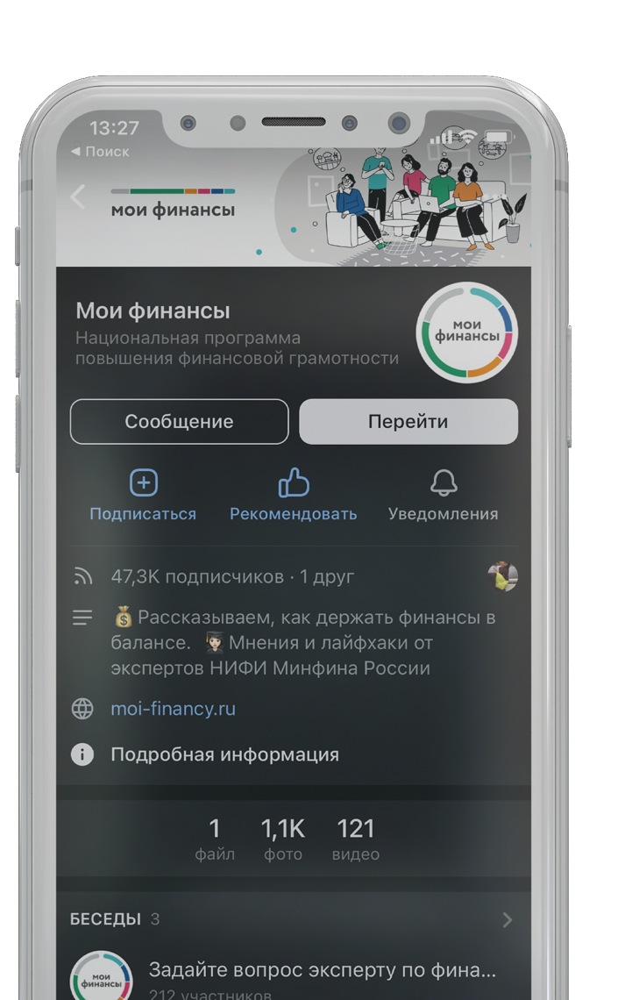 13:27
Поиск
мои финансы
Мои финансы
Национальная программа
повышения финансовой грамотности
мои
финансы
Сообщение
Перейти
Подписаться
Рекомендовать
Уведомления
47,3K подписчиков · 1 друг
Рассказываем, как держать финансы в
балансе. Мнения и лайфхаки от
экспертов НИФИ Минфина России
moi-financy.ru
Подробная информация
1
1,1K
121
файл
фото
видео
БЕСЕДЫ 3
Задайте вопрос эксперту по фина...
мои
финансы
212 участников